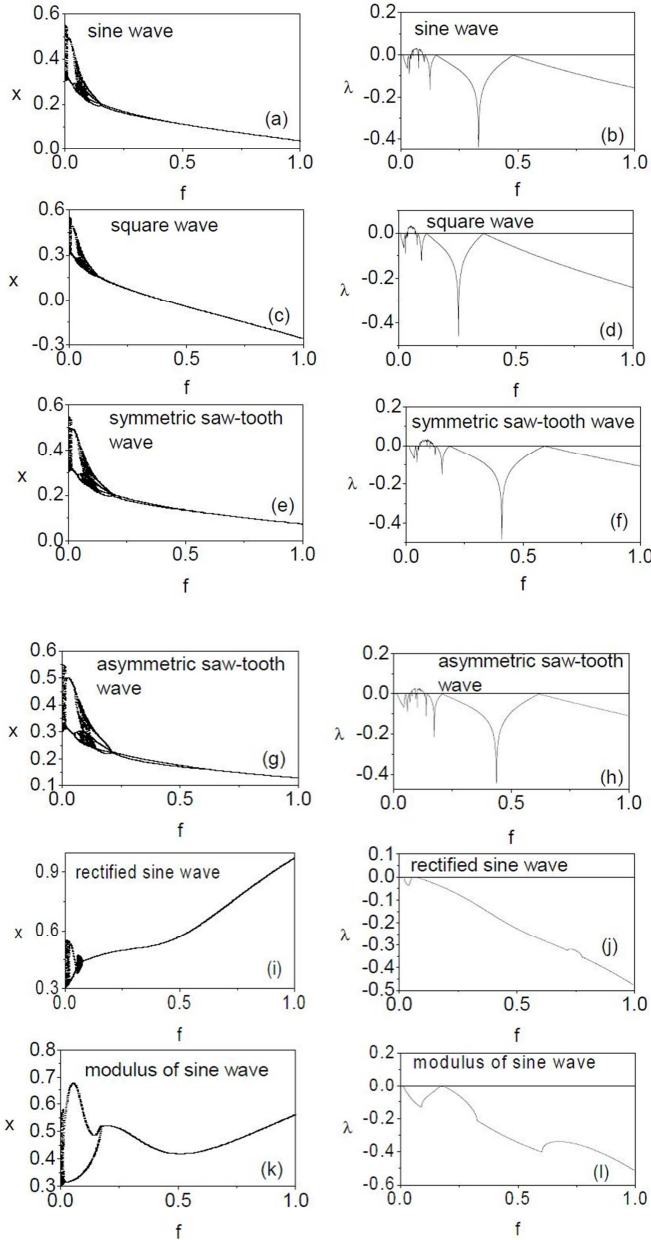 0.6
sine wave
0.4
x
0.2
(a)
0.0
0.0
0.5
1.0
f
0.2
sine wave
0.0
λ
-0.2
(b)
-0.4
0.0
0.5
1.0
f
0.6
square wave
0.3
x
0.0
(c)
-0.3
0.0
0.5
1.0
f
0.2
square wave
0.0
λ
-0.2
(d)
-0.4
0.0
0.5
1.0
f
0.6
symmetric saw-tooth
wave
0.4
x
0.2
(e)
0.0
0.0
0.5
1.0
f
0.2
symmetric saw-tooth wave
0.0
λ
-0.2
(f)
-0.4
0.0
0.5
1.0
f
0.6
asymmetric saw-tooth
wave
0.5
0.4
x
0.3
(g)
0.2
0.1
0.0
0.5
1.0
f
0.2
asymmetric saw-tooth
wave
0.0
λ
-0.2
(h)
-0.4
0.0
0.5
1.0
f
0.9
rectified sine wave
x
0.6
(i)
0.3
0.0
0.5
1.0
f
0.1
rectified sine wave
0.0
-0.1
-0.2
λ
-0.3
(j)
-0.4
-0.5
0.0
0.5
1.0
f
0.8
modulus of sine wave
0.7
0.6
x
0.5
0.4
(k)
0.3
0.0
0.5
1.0
f
0.2
modulus of sine wave
0.0
λ
-0.2
(l)
-0.4
-0.6
0.0
0.5
1.0
f